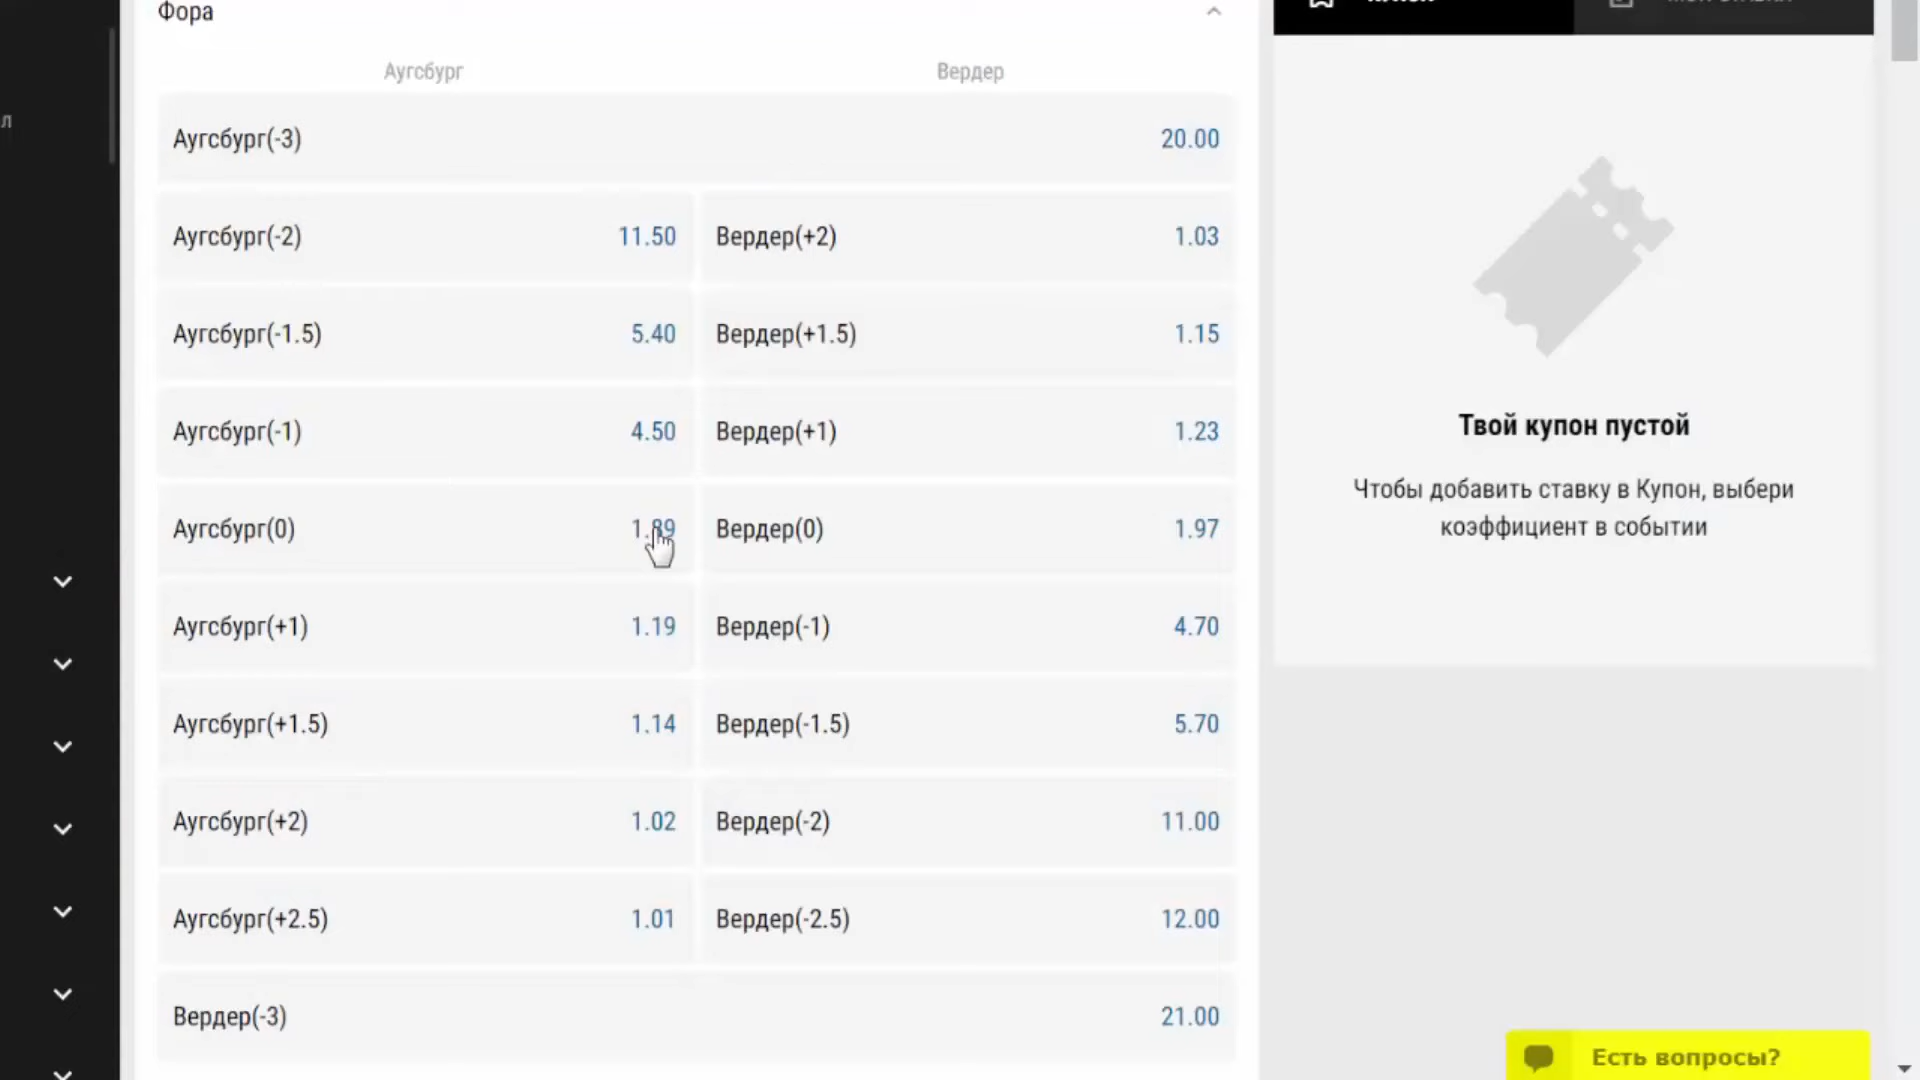 Фора
Аугсбург Вердер
Аугсбург(-3) 20.00
Аугсбург(-2) 11.50 Вердер(+2) 1.03
Аугсбург(-1.5) 5.40 Вердер(+1.5) 1.15
Аугсбург(-1) 4.50 Вердер(+1) 1.23
Аугсбург(0) 1.89 Вердер(0) 1.97
Аугсбург(+1) 1.19 Вердер(-1) 4.70
Аугсбург(+1.5) 1.14 Вердер(-1.5) 5.70
Аугсбург(+2) 1.02 Вердер(-2) 11.00
Аугсбург(+2.5) 1.01 Вердер(-2.5) 12.00
Вердер(-3) 21.00
л
Твой купон пустой
Чтобы добавить ставку в Купон, выбери
коэффициент в событии
Есть вопросы?